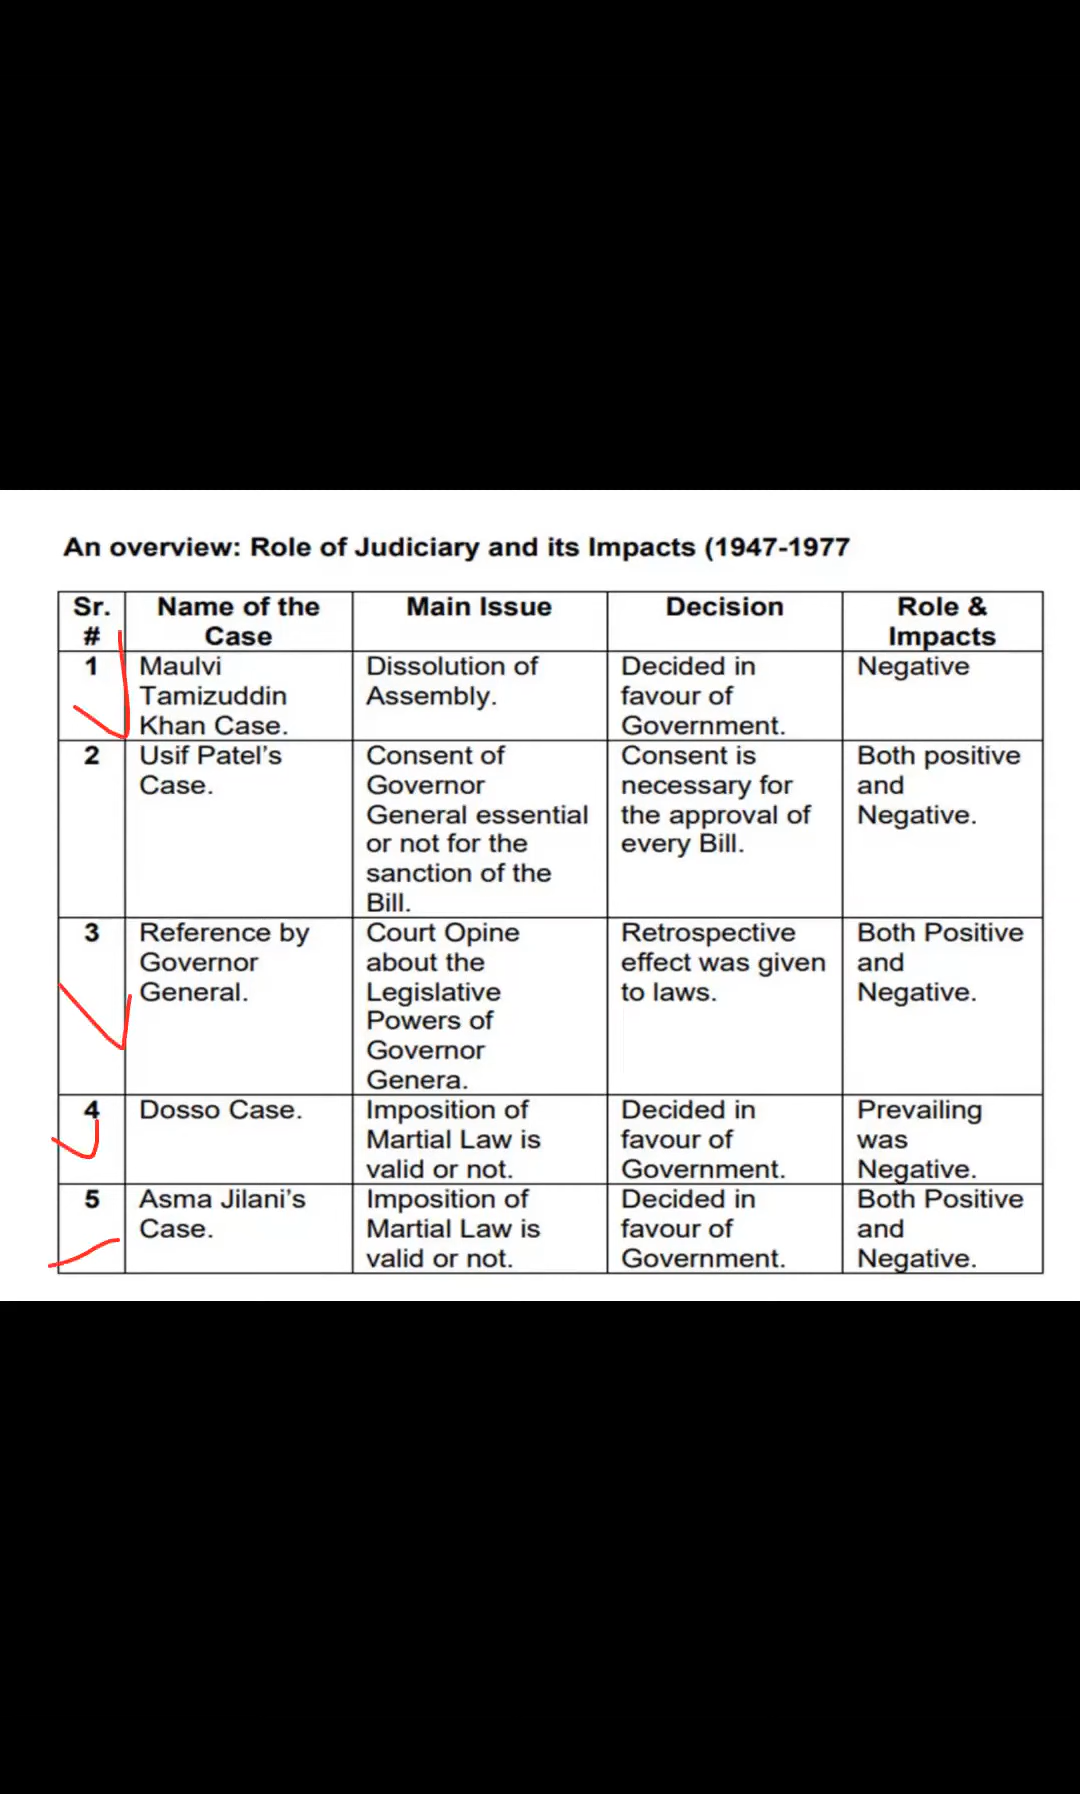 An overview: Role of Judiciary and its Impacts (1947-1977
Sr. # Name of the Case Main Issue Decision Role & Impacts
1 Maulvi Tamizuddin Khan Case. Dissolution of Assembly. Decided in favour of Government. Negative
2 Usif Patel's Case. Consent of Governor General essential or not for the sanction of the Bill. Consent is necessary for the approval of every Bill. Both positive and Negative.
3 Reference by Governor General. Court Opine about the Legislative Powers of Governor Genera. Retrospective effect was given to laws. Both Positive and Negative.
4 Dosso Case. Imposition of Martial Law is valid or not. Decided in favour of Government. Prevailing was Negative.
5 Asma Jilani's Case. Imposition of Martial Law is valid or not. Decided in favour of Government. Both Positive and Negative.